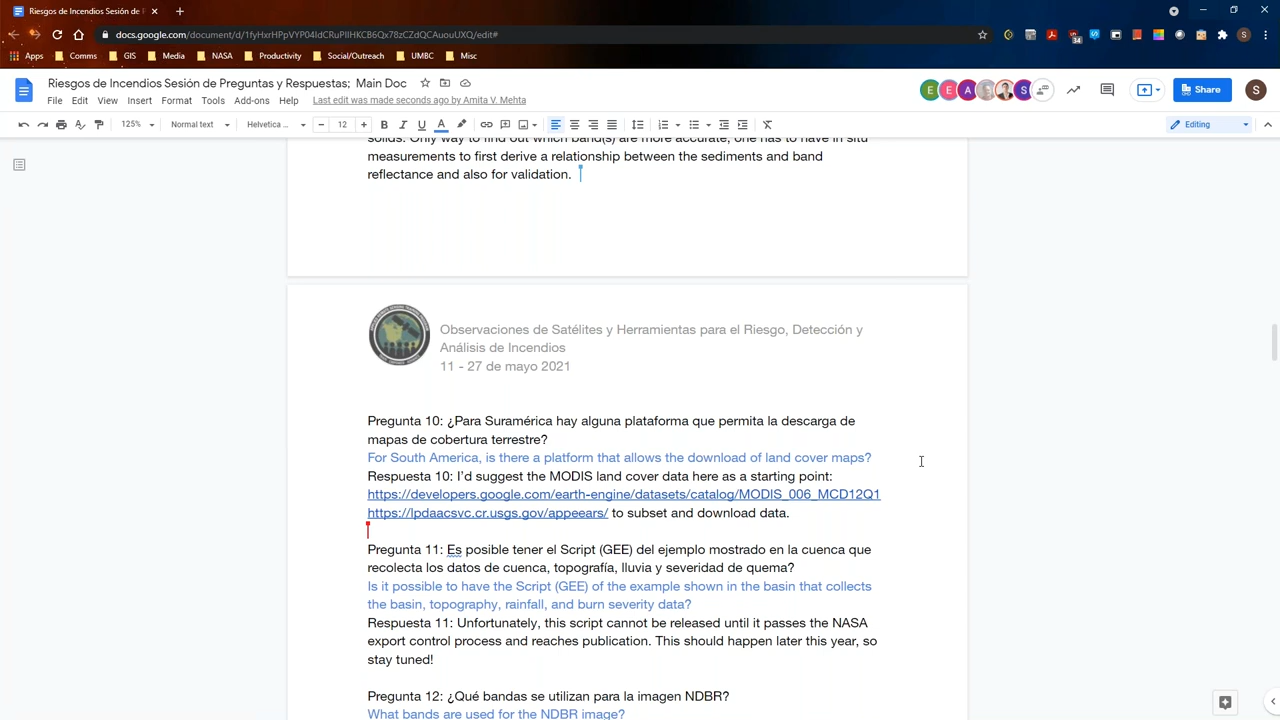 Riesgos de Incendios Sesión de P
docs.google.com/document/d/1fyHxrHPpVYP04IdCRuPIIHKCB6Qx78zCZdQCAuouUXQ/edit#
Apps Comms GIS Media NASA Productivity Social/Outreach UMBC Misc
Riesgos de Incendios Sesión de Preguntas y Respuestas; Main Doc
E E A S Share S
File Edit View Insert Format Tools Add-ons Help Last edit was made seconds ago by Amita V. Mehta
125% Normal text Helvetica ... 12 B I U A Editing
solids. Only way to find out which band(s) are more accurate, one has to have in situ
measurements to first derive a relationship between the sediments and band
reflectance and also for validation.
Observaciones de Satélites y Herramientas para el Riesgo, Detección y
Análisis de Incendios
11 - 27 de mayo 2021
Pregunta 10: ¿Para Suramérica hay alguna plataforma que permita la descarga de
mapas de cobertura terrestre?
For South America, is there a platform that allows the download of land cover maps?
Respuesta 10: I'd suggest the MODIS land cover data here as a starting point:
https://developers.google.com/earth-engine/datasets/catalog/MODIS_006_MCD12Q1
https://lpdaacsvc.cr.usgs.gov/appeears/ to subset and download data.
Pregunta 11: Es posible tener el Script (GEE) del ejemplo mostrado en la cuenca que
recolecta los datos de cuenca, topografía, lluvia y severidad de quema?
Is it possible to have the Script (GEE) of the example shown in the basin that collects
the basin, topography, rainfall, and burn severity data?
Respuesta 11: Unfortunately, this script cannot be released until it passes the NASA
export control process and reaches publication. This should happen later this year, so
stay tuned!
Pregunta 12: ¿Qué bandas se utilizan para la imagen NDBR?
What bands are used for the NDBR image?